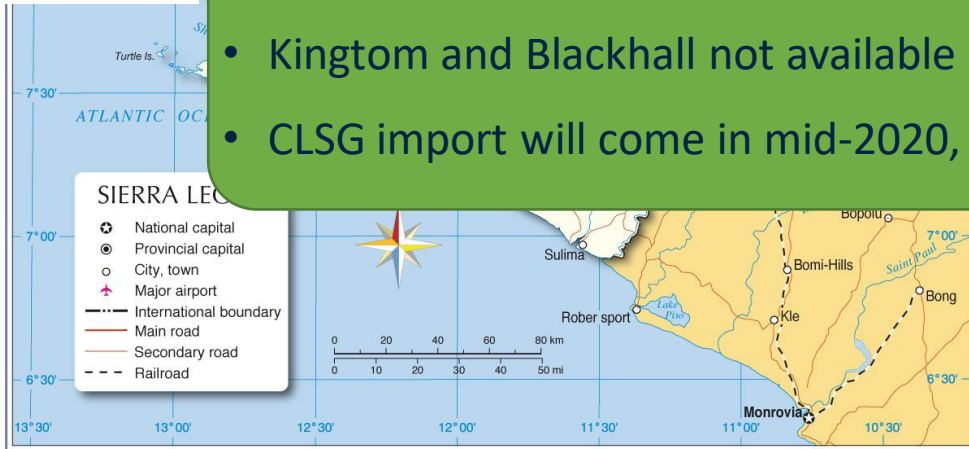 • Kingtom and Blackhall not available
• CLSG import will come in mid-2020,
Turtle Is.
7°30'
ATLANTIC OC
SIERRA LEO
National capital
Provincial capital
City, town
Major airport
International boundary
Main road
Secondary road
Railroad
7°00'
Sulima
Bopolu
7°00'
Bomi-Hills
Saint Paul
Bong
Lake
Piso
Rober sport
Kle
0 20 40 60 80 km
0 10 20 30 40 50 mi
6°30'
6°30'
Monrovia
13°30' 13°00' 12°30' 12°00' 11°30' 11°00' 10°30'